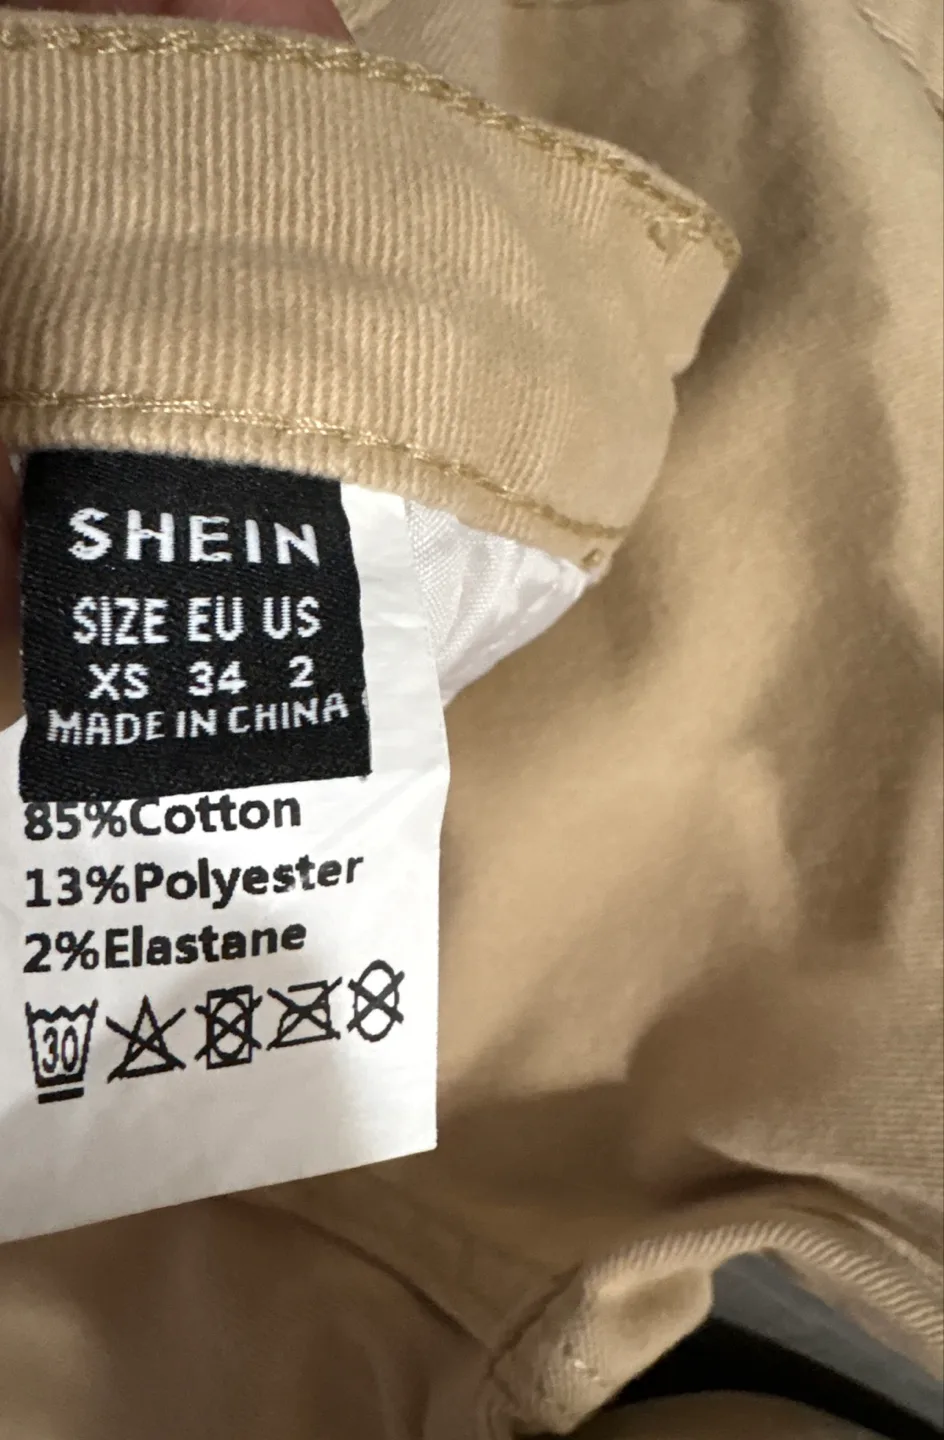 SHEIN
SIZE EU US
XS 34 2
MADE IN CHINA
85%Cotton
13%Polyester
2%Elastane
30